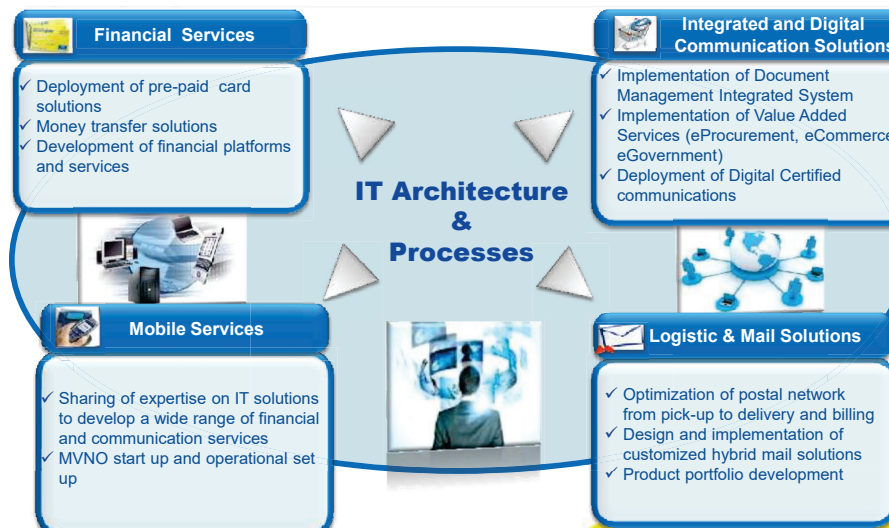 Financial Services
Deployment of pre-paid card
solutions
Money transfer solutions
Development of financial platforms
and services
Integrated and Digital
Communication Solutions
Implementation of Document
Management Integrated System
Implementation of Value Added
Services (eProcurement, eCommerce
eGovernment)
Deployment of Digital Certified
communications
IT Architecture
&
Processes
Mobile Services
Sharing of expertise on IT solutions
to develop a wide range of financial
and communication services
MVNO start up and operational set
up
Logistic & Mail Solutions
Optimization of postal network
from pick-up to delivery and billing
Design and implementation of
customized hybrid mail solutions
Product portfolio development